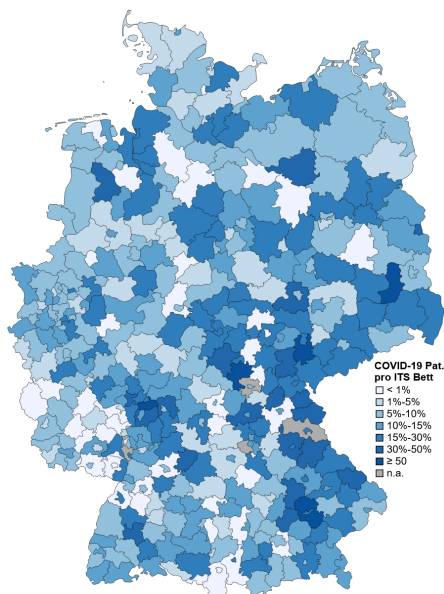 COVID-19 Pat.
pro ITS Bett
< 1%
1%-5%
5%-10%
10%-15%
15%-30%
30%-50%
≥ 50
n.a.